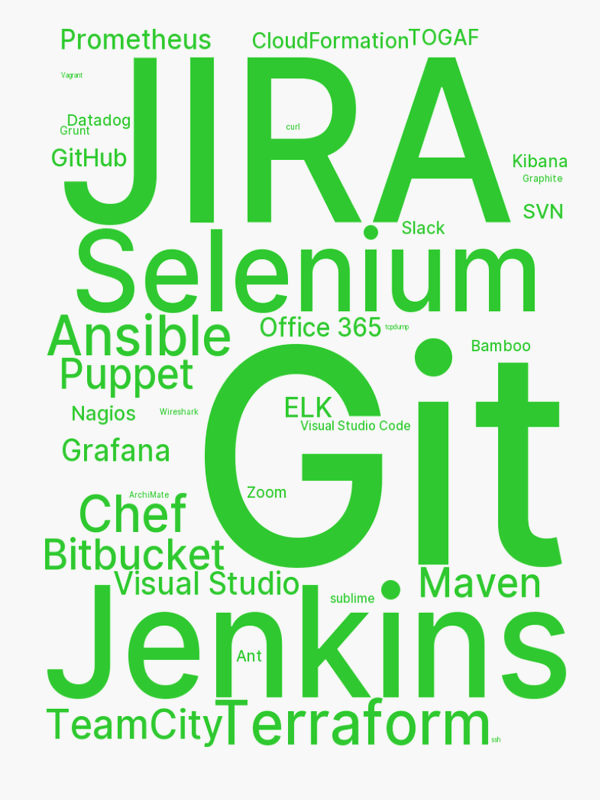 Prometheus
CloudFormation
TOGAF
JIRA
Vagrant
Datadog
Grunt
curl
GitHub
Kibana
Graphite
SVN
Slack
Selenium
Ansible
Office 365
tcpdump
Puppet
Bamboo
Git
ELK
Nagios
Wireshark
Visual Studio Code
Grafana
Zoom
ArchiMate
Chef
Bitbucket
Visual Studio
Maven
sublime
Jenkins
Ant
TeamCity
Terraform
ssh